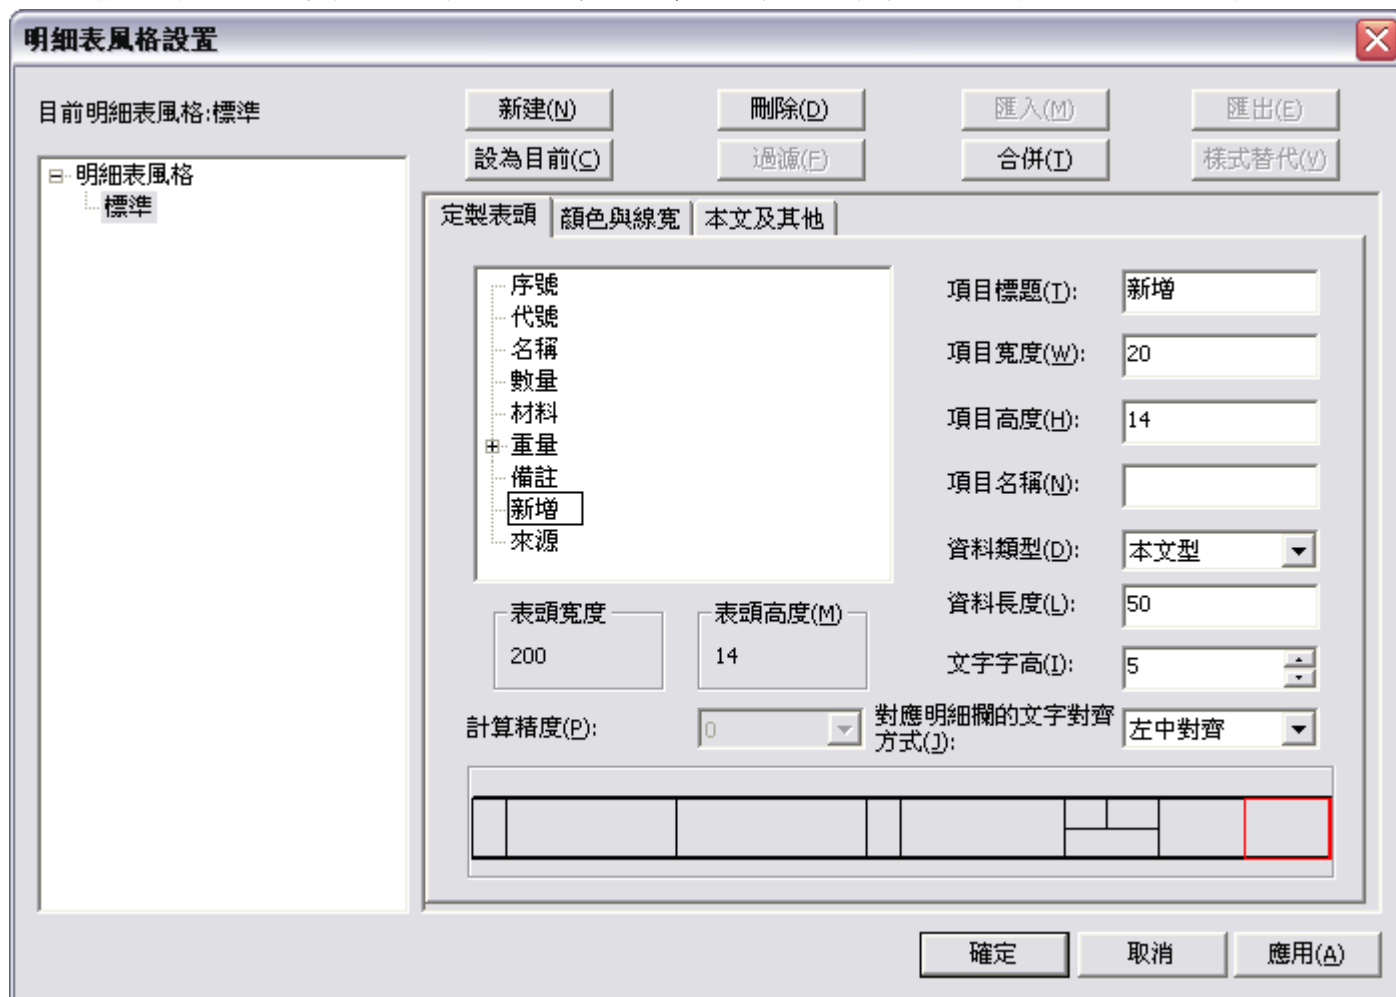 明細表風格設置
目前明細表風格:標準
新建(N) 刪除(D) 匯入(M) 匯出(E)
設為目前(C) 過濾(F) 合併(T) 樣式替代(V)
明細表風格
標準
定製表頭 顏色與線寬 本文及其他
序號
代號
名稱
數量
材料
重量
備註
新增
來源
項目標題(T): 新增
項目寬度(W): 20
項目高度(H): 14
項目名稱(N):
資料類型(D): 本文型
資料長度(L): 50
文字字高(I): 5
表頭寬度 表頭高度(M)
200 14
計算精度(P): 0
對應明細欄的文字對齊
方式(J): 左中對齊
確定 取消 應用(A)